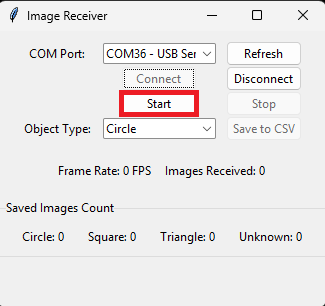 Image Receiver
COM Port: COM36 - USB Ser Refresh
Connect Disconnect
Start Stop
Object Type: Circle Save to CSV
Frame Rate: 0 FPS Images Received: 0
Saved Images Count
Circle: 0 Square: 0 Triangle: 0 Unknown: 0